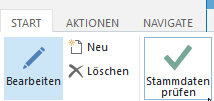 START AKTIONEN NAVIGATE
Bearbeiten
Neu
Löschen
Stammdaten
prüfen